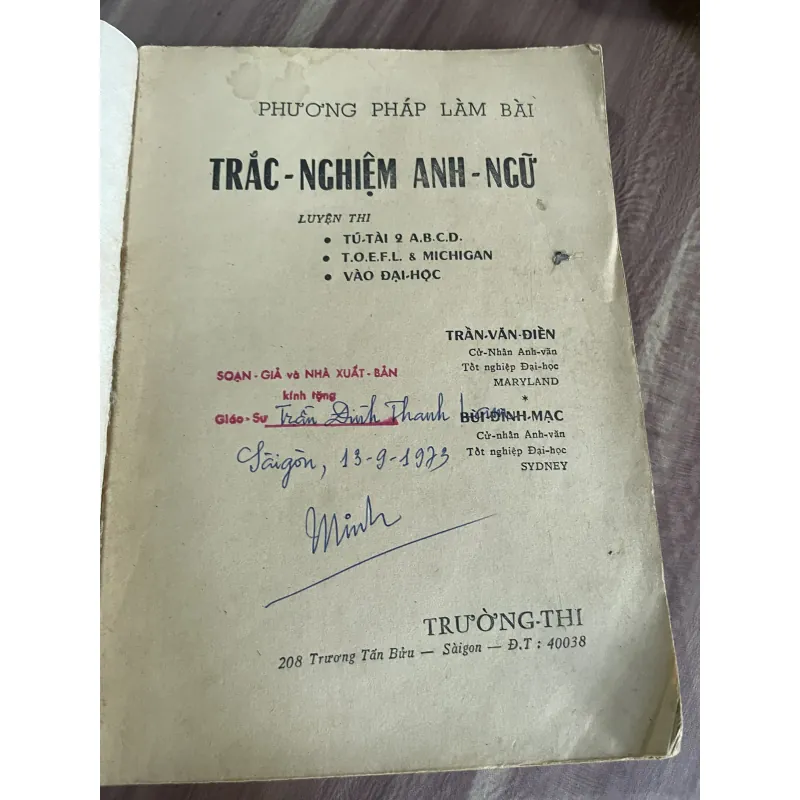 PHƯƠNG PHÁP LÀM BÀI
TRẮC-NGHIỆM ANH-NGỮ
LUYỆN THI
• TÚ-TÀI 2 A.B.C.D.
• T.O.E.F.L. & MICHIGAN
• VÀO ĐẠI-HỌC
TRẦN-VĂN-ĐIỀN
Cử-Nhân Anh-văn
Tốt nghiệp Đại-học
MARYLAND
*
BÙI-ĐÌNH-MẠC
Cử-nhân Anh-văn
Tốt nghiệp Đại-học
SYDNEY
SOẠN-GIẢ và NHÀ XUẤT-BẢN
kính tặng
Giáo-Sư Trần Đình Thanh
Sàigòn, 13-9-1973
Minh
TRƯỜNG-THI
208 Trương Tấn Bửu — Sàigon — Đ.T : 40038